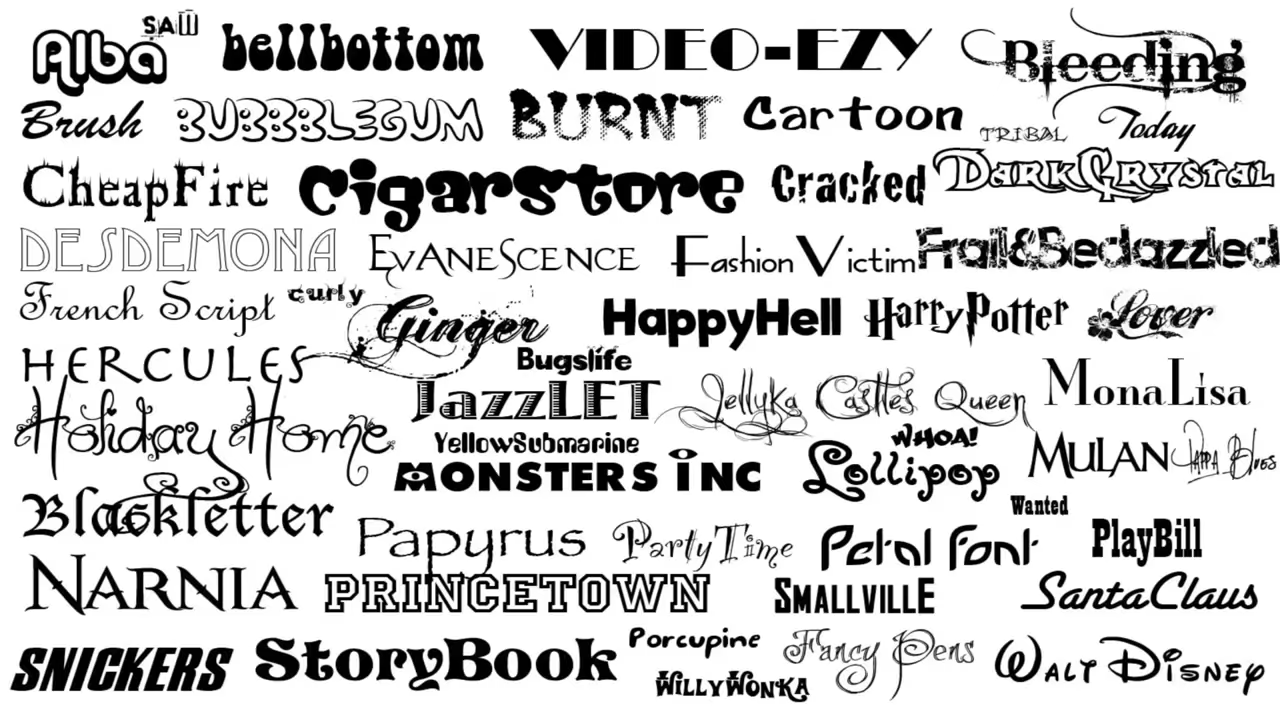 Alba SAW bellbottom VIDEO-EZY Bleeding
Brush BUBBBLEGUM BURNT Cartoon TRIBAL Today
CheapFire CigarStore Cracked DarkCrystal
DESDEMONA EvANESCENCE Fashion Victim Frail&Bedazzled
French Script curly Ginger HappyHell HarryPotter Lover
HERCULES Bugslife
Holiday Home JazzLET Jellyka Castles Queen MonaLisa
YellowSubmarine WHOA!
MONSTERS INC Lollipop MULAN Pappa Blues
Blackletter Wanted
Papyrus PartyTime Petal Font PlayBill
NARNIA PRINCETOWN SMALLVILLE SantaClaus
SNICKERS StoryBook Porcupine Fancy Pens WALT DISNEY
WILLYWONKA